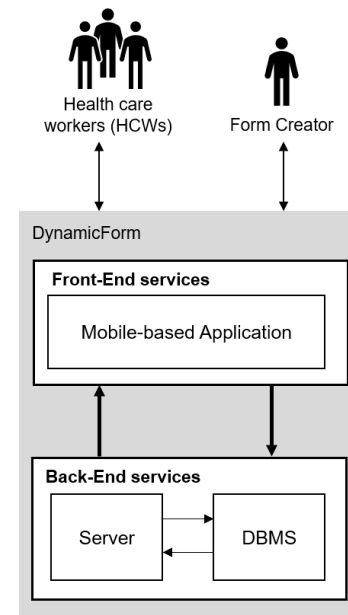 Health care
workers (HCWs)
Form Creator
DynamicForm
Front-End services
Mobile-based Application
Back-End services
Server
DBMS